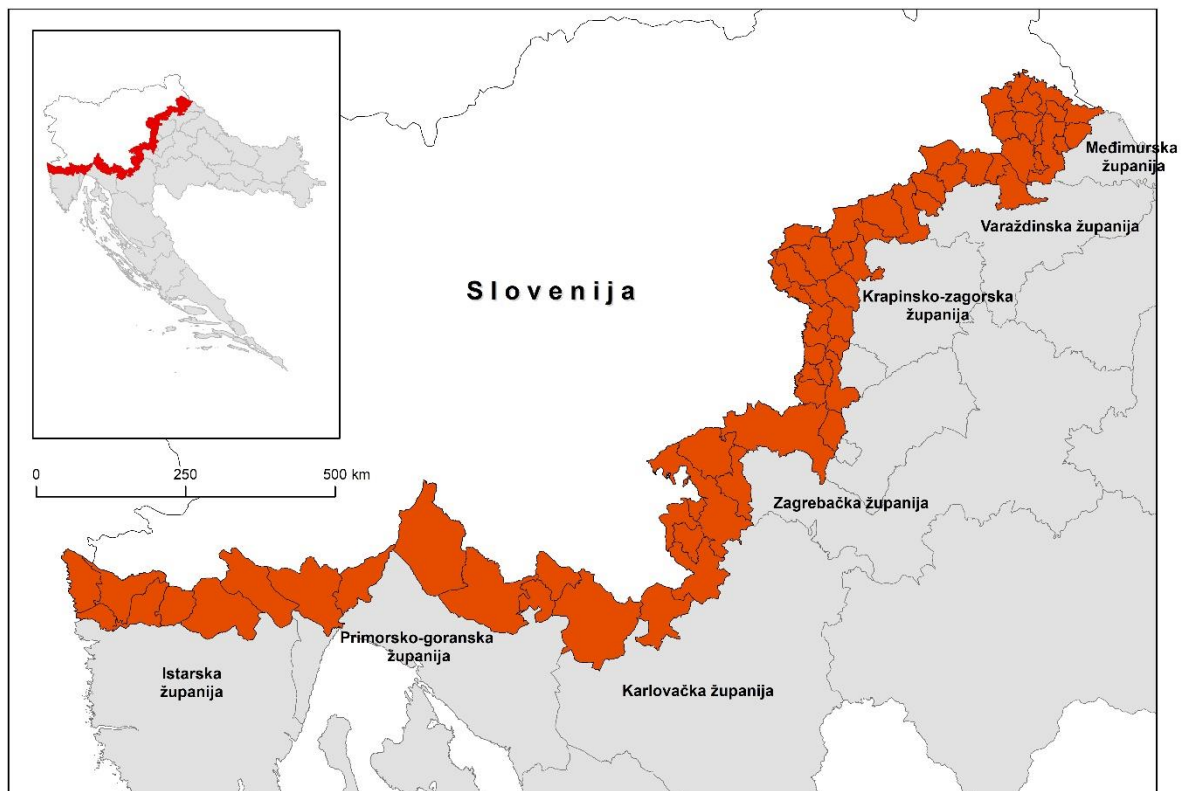 Međimurska
županija
Varaždinska županija
Slovenija
Krapinsko-zagorska
županija
0 250 500 km
Zagrebačka županija
Primorsko-goranska
županija
Istarska
županija
Karlovačka županija